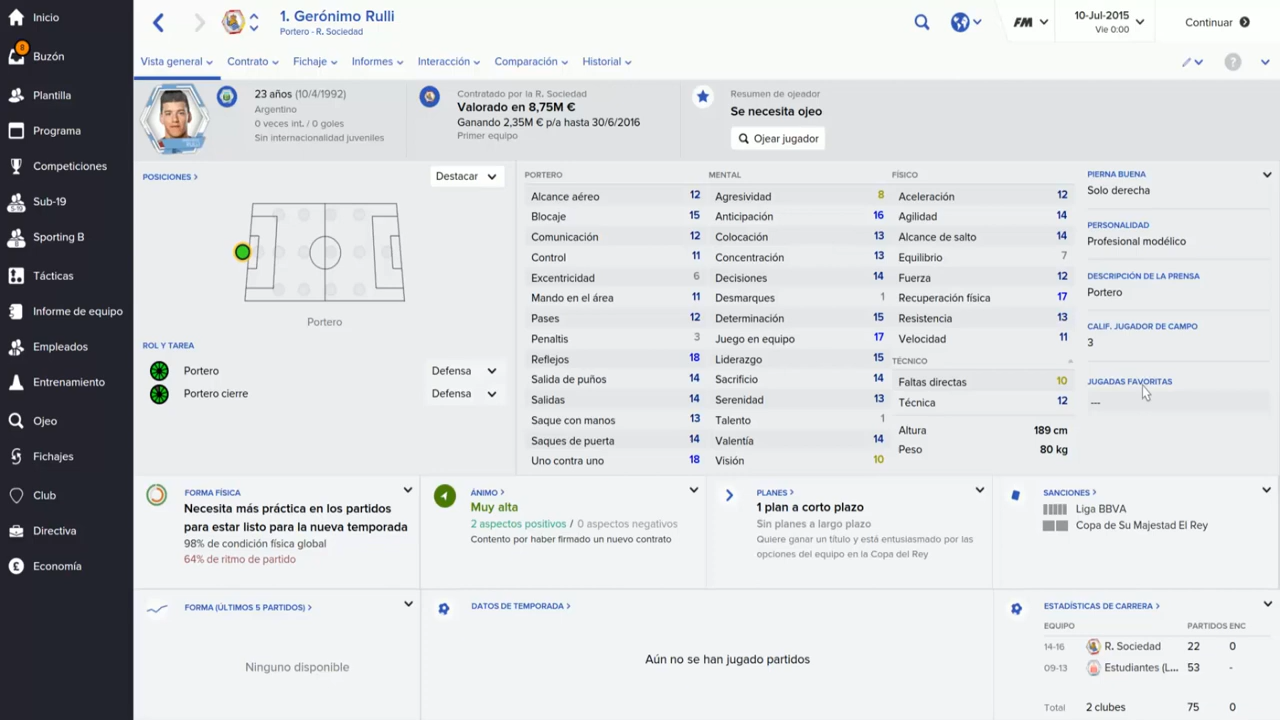 Inicio
8
Buzón
Plantilla
Programa
Competiciones
Sub-19
Sporting B
Tácticas
Informe de equipo
Empleados
Entrenamiento
Ojeo
Fichajes
Club
Directiva
Economía
1. Gerónimo Rulli
Portero - R. Sociedad
FM
10-Jul-2015
Vie 0:00
Continuar
Vista general
Contrato
Fichaje
Informes
Interacción
Comparación
Historial
?
RULLI
23 años (10/4/1992)
Argentino
0 veces int. / 0 goles
Sin internacionalidad juveniles
Contratado por la R. Sociedad
Valorado en 8,75M €
Ganando 2,35M € p/a hasta 30/6/2016
Primer equipo
Resumen de ojeador
Se necesita ojeo
Ojear jugador
POSICIONES >
Destacar
Portero
ROL Y TAREA
Portero Defensa
Portero cierre Defensa
PORTERO
Alcance aéreo 12
Blocaje 15
Comunicación 12
Control 11
Excentricidad 6
Mando en el área 11
Pases 12
Penaltis 3
Reflejos 18
Salida de puños 14
Salidas 14
Saque con manos 13
Saques de puerta 14
Uno contra uno 18
MENTAL
Agresividad 8
Anticipación 16
Colocación 13
Concentración 13
Decisiones 14
Desmarques 1
Determinación 15
Juego en equipo 17
Liderazgo 15
Sacrificio 14
Serenidad 13
Talento 1
Valentía 14
Visión 10
FÍSICO
Aceleración 12
Agilidad 14
Alcance de salto 14
Equilibrio 7
Fuerza 12
Recuperación física 17
Resistencia 13
Velocidad 11
TÉCNICO
Faltas directas 10
Técnica 12
Altura 189 cm
Peso 80 kg
PIERNA BUENA
Solo derecha
PERSONALIDAD
Profesional modélico
DESCRIPCIÓN DE LA PRENSA
Portero
CALIF. JUGADOR DE CAMPO
3
JUGADAS FAVORITAS
---
FORMA FÍSICA
Necesita más práctica en los partidos
para estar listo para la nueva temporada
98% de condición física global
64% de ritmo de partido
ÁNIMO >
Muy alta
2 aspectos positivos / 0 aspectos negativos
Contento por haber firmado un nuevo contrato
PLANES >
1 plan a corto plazo
Sin planes a largo plazo
Quiere ganar un título y está entusiasmado por las
opciones del equipo en la Copa del Rey
SANCIONES >
Liga BBVA
Copa de Su Majestad El Rey
FORMA (ÚLTIMOS 5 PARTIDOS) >
Ninguno disponible
DATOS DE TEMPORADA >
Aún no se han jugado partidos
ESTADÍSTICAS DE CARRERA >
EQUIPO PARTIDOS ENC
14-16 R. Sociedad 22 0
09-13 Estudiantes (L... 53 -
Total 2 clubes 75 0